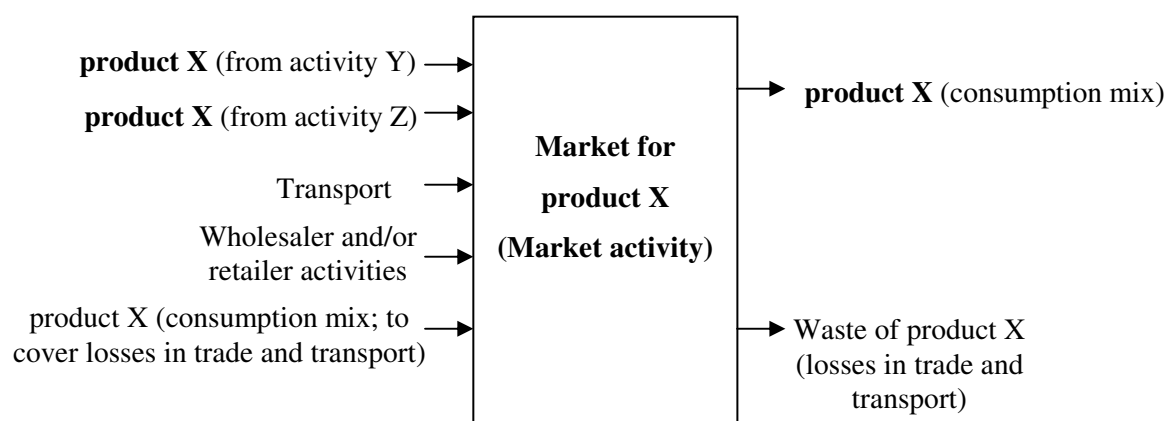 product X (from activity Y)
product X (from activity Z)
Transport
Wholesaler and/or
retailer activities
product X (consumption mix; to
cover losses in trade and transport)
Market for
product X
(Market activity)
product X (consumption mix)
Waste of product X
(losses in trade and
transport)